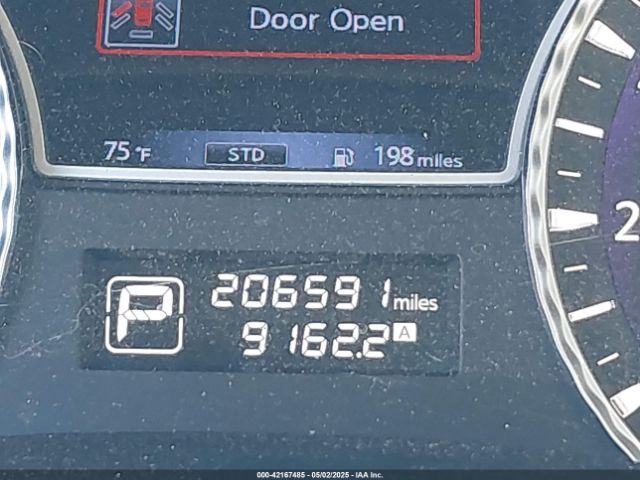 Door Open
75°F STD 198 miles
P 206591 miles
9162.2 A
2
000-42167485 - 05/02/2025 - IAA Inc.